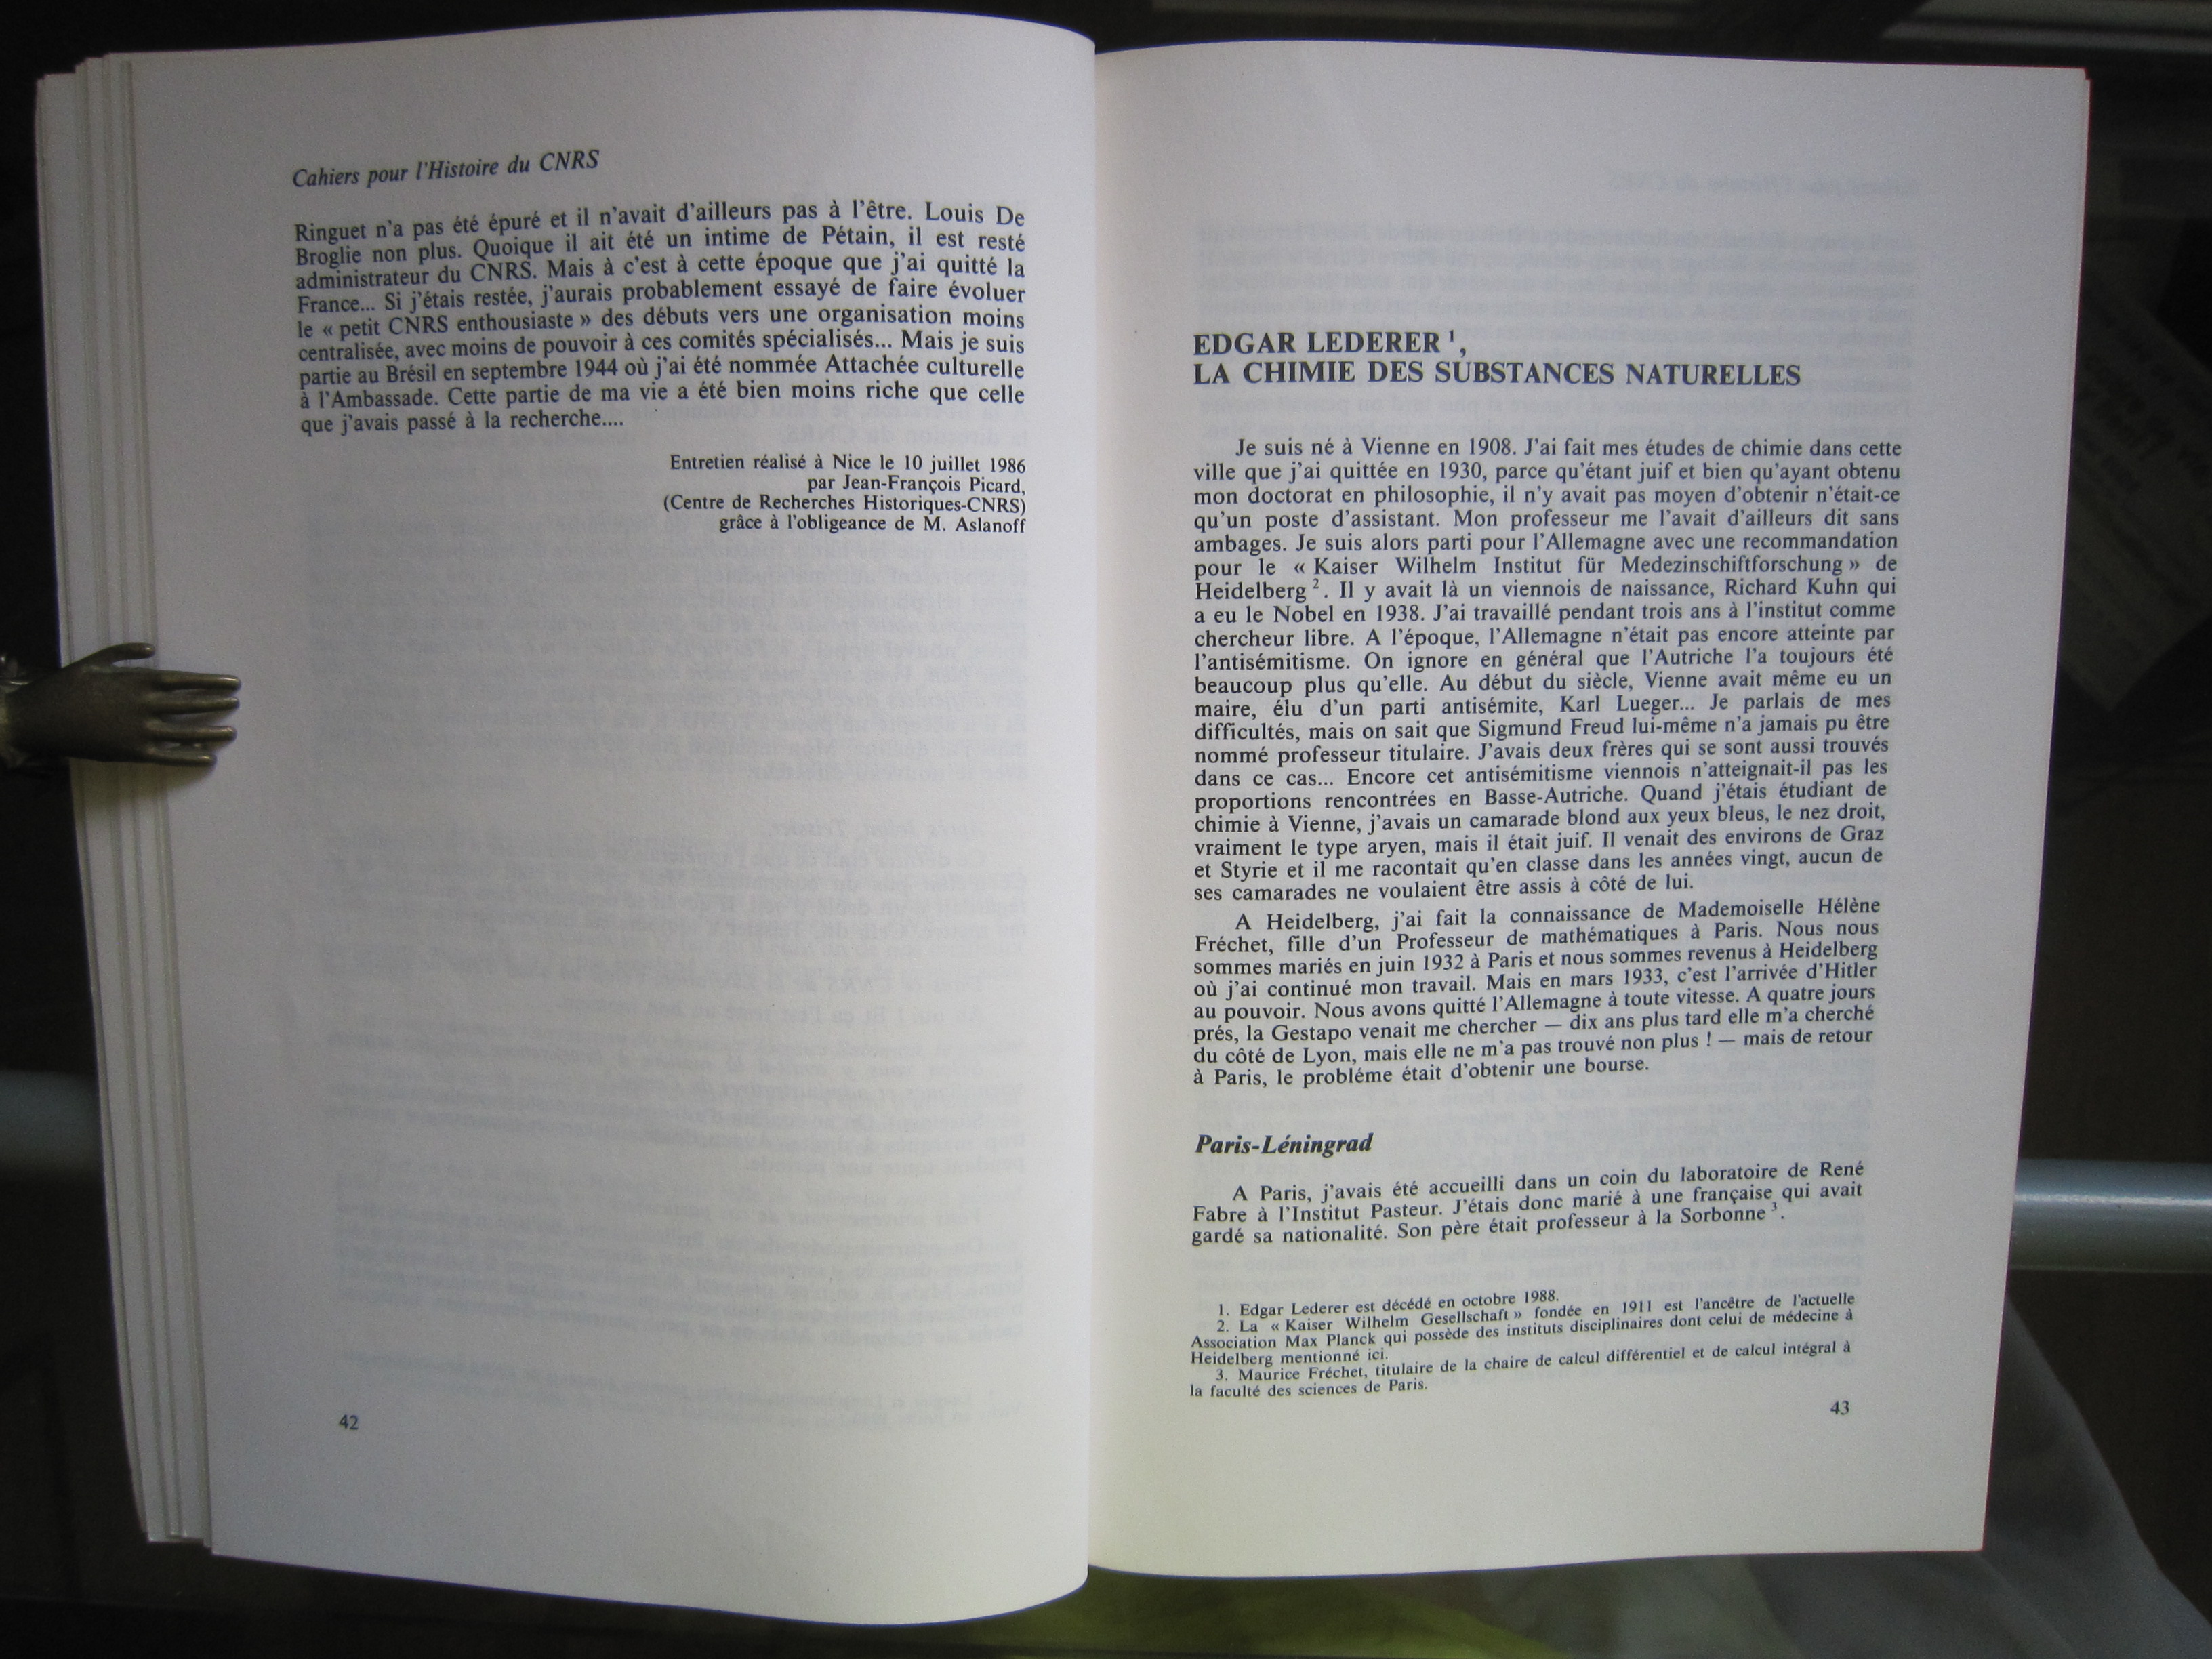 Cahiers pour l'Histoire du CNRS
Ringuet n'a pas été épuré et il n'avait d'ailleurs pas à l'être. Louis De
Broglie non plus. Quoique il ait été un intime de Pétain, il est resté
administrateur du CNRS. Mais à c'est à cette époque que j'ai quitté la
France... Si j'étais restée, j'aurais probablement essayé de faire évoluer
le « petit CNRS enthousiaste » des débuts vers une organisation moins
centralisée, avec moins de pouvoir à ces comités spécialisés... Mais je suis
partie au Brésil en septembre 1944 où j'ai été nommée Attachée culturelle
à l'Ambassade. Cette partie de ma vie a été bien moins riche que celle
que j'avais passé à la recherche....
Entretien réalisé à Nice le 10 juillet 1986
par Jean-François Picard,
(Centre de Recherches Historiques-CNRS)
grâce à l'obligeance de M. Aslanoff
42
EDGAR LEDERER 1,
LA CHIMIE DES SUBSTANCES NATURELLES
Je suis né à Vienne en 1908. J'ai fait mes études de chimie dans cette
ville que j'ai quittée en 1930, parce qu'étant juif et bien qu'ayant obtenu
mon doctorat en philosophie, il n'y avait pas moyen d'obtenir n'était-ce
qu'un poste d'assistant. Mon professeur me l'avait d'ailleurs dit sans
ambages. Je suis alors parti pour l'Allemagne avec une recommandation
pour le « Kaiser Wilhelm Institut für Medezinschiftforschung » de
Heidelberg 2. Il y avait là un viennois de naissance, Richard Kuhn qui
a eu le Nobel en 1938. J'ai travaillé pendant trois ans à l'institut comme
chercheur libre. A l'époque, l'Allemagne n'était pas encore atteinte par
l'antisémitisme. On ignore en général que l'Autriche l'a toujours été
beaucoup plus qu'elle. Au début du siècle, Vienne avait même eu un
maire, élu d'un parti antisémite, Karl Lueger... Je parlais de mes
difficultés, mais on sait que Sigmund Freud lui-même n'a jamais pu être
nommé professeur titulaire. J'avais deux frères qui se sont aussi trouvés
dans ce cas... Encore cet antisémitisme viennois n'atteignait-il pas les
proportions rencontrées en Basse-Autriche. Quand j'étais étudiant de
chimie à Vienne, j'avais un camarade blond aux yeux bleus, le nez droit,
vraiment le type aryen, mais il était juif. Il venait des environs de Graz
et Styrie et il me racontait qu'en classe dans les années vingt, aucun de
ses camarades ne voulaient être assis à côté de lui.
A Heidelberg, j'ai fait la connaissance de Mademoiselle Hélène
Fréchet, fille d'un Professeur de mathématiques à Paris. Nous nous
sommes mariés en juin 1932 à Paris et nous sommes revenus à Heidelberg
où j'ai continué mon travail. Mais en mars 1933, c'est l'arrivée d'Hitler
au pouvoir. Nous avons quitté l'Allemagne à toute vitesse. A quatre jours
prés, la Gestapo venait me chercher — dix ans plus tard elle m'a cherché
du côté de Lyon, mais elle ne m'a pas trouvé non plus ! — mais de retour
à Paris, le probléme était d'obtenir une bourse.
Paris-Léningrad
A Paris, j'avais été accueilli dans un coin du laboratoire de René
Fabre à l'Institut Pasteur. J'étais donc marié à une française qui avait
gardé sa nationalité. Son père était professeur à la Sorbonne 3.
1. Edgar Lederer est décédé en octobre 1988.
2. La « Kaiser Wilhelm Gesellschaft » fondée en 1911 est l'ancêtre de l'actuelle
Association Max Planck qui possède des instituts disciplinaires dont celui de médecine à
Heidelberg mentionné ici.
3. Maurice Fréchet, titulaire de la chaire de calcul différentiel et de calcul intégral à
la faculté des sciences de Paris.
43